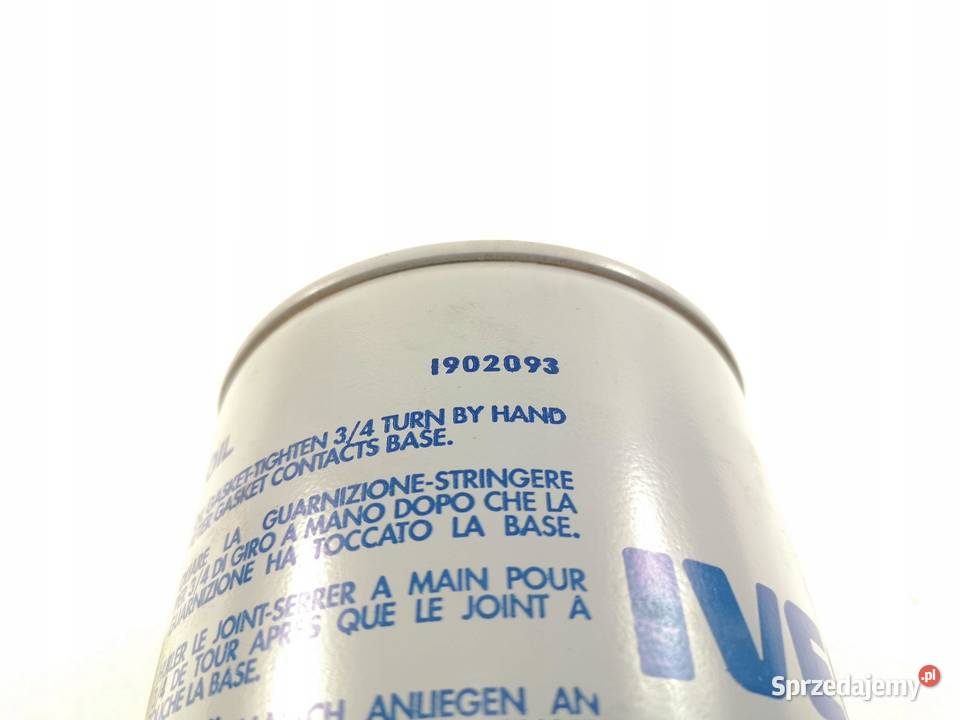 1902093
OIL
GASKET-TIGHTEN 3/4 TURN BY HAND
GASKET CONTACTS BASE.
LA GUARNIZIONE-STRINGERE
3/4 DI GIRO A MANO DOPO CHE LA
GUARNIZIONE HA TOCCATO LA BASE.
LE JOINT-SERRER A MAIN POUR
DE TOUR APRES QUE LE JOINT A
LA BASE.
ANLIEGEN AN
IVE
Sprzedajemy.pl